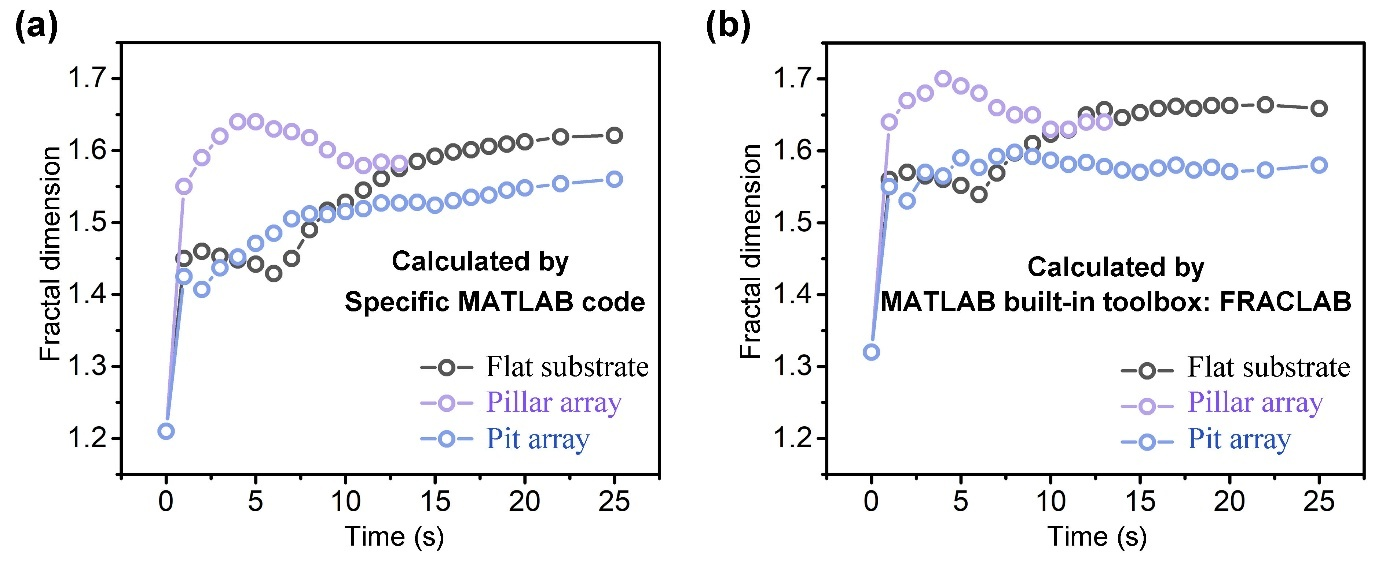 (a)
Fractal dimension
1.7
1.6
1.5
1.4
1.3
1.2
Calculated by
Specific MATLAB code
Flat substrate
Pillar array
Pit array
0 5 10 15 20 25
Time (s)
(b)
Fractal dimension
1.7
1.6
1.5
1.4
1.3
1.2
Calculated by
MATLAB built-in toolbox: FRACLAB
Flat substrate
Pillar array
Pit array
0 5 10 15 20 25
Time (s)